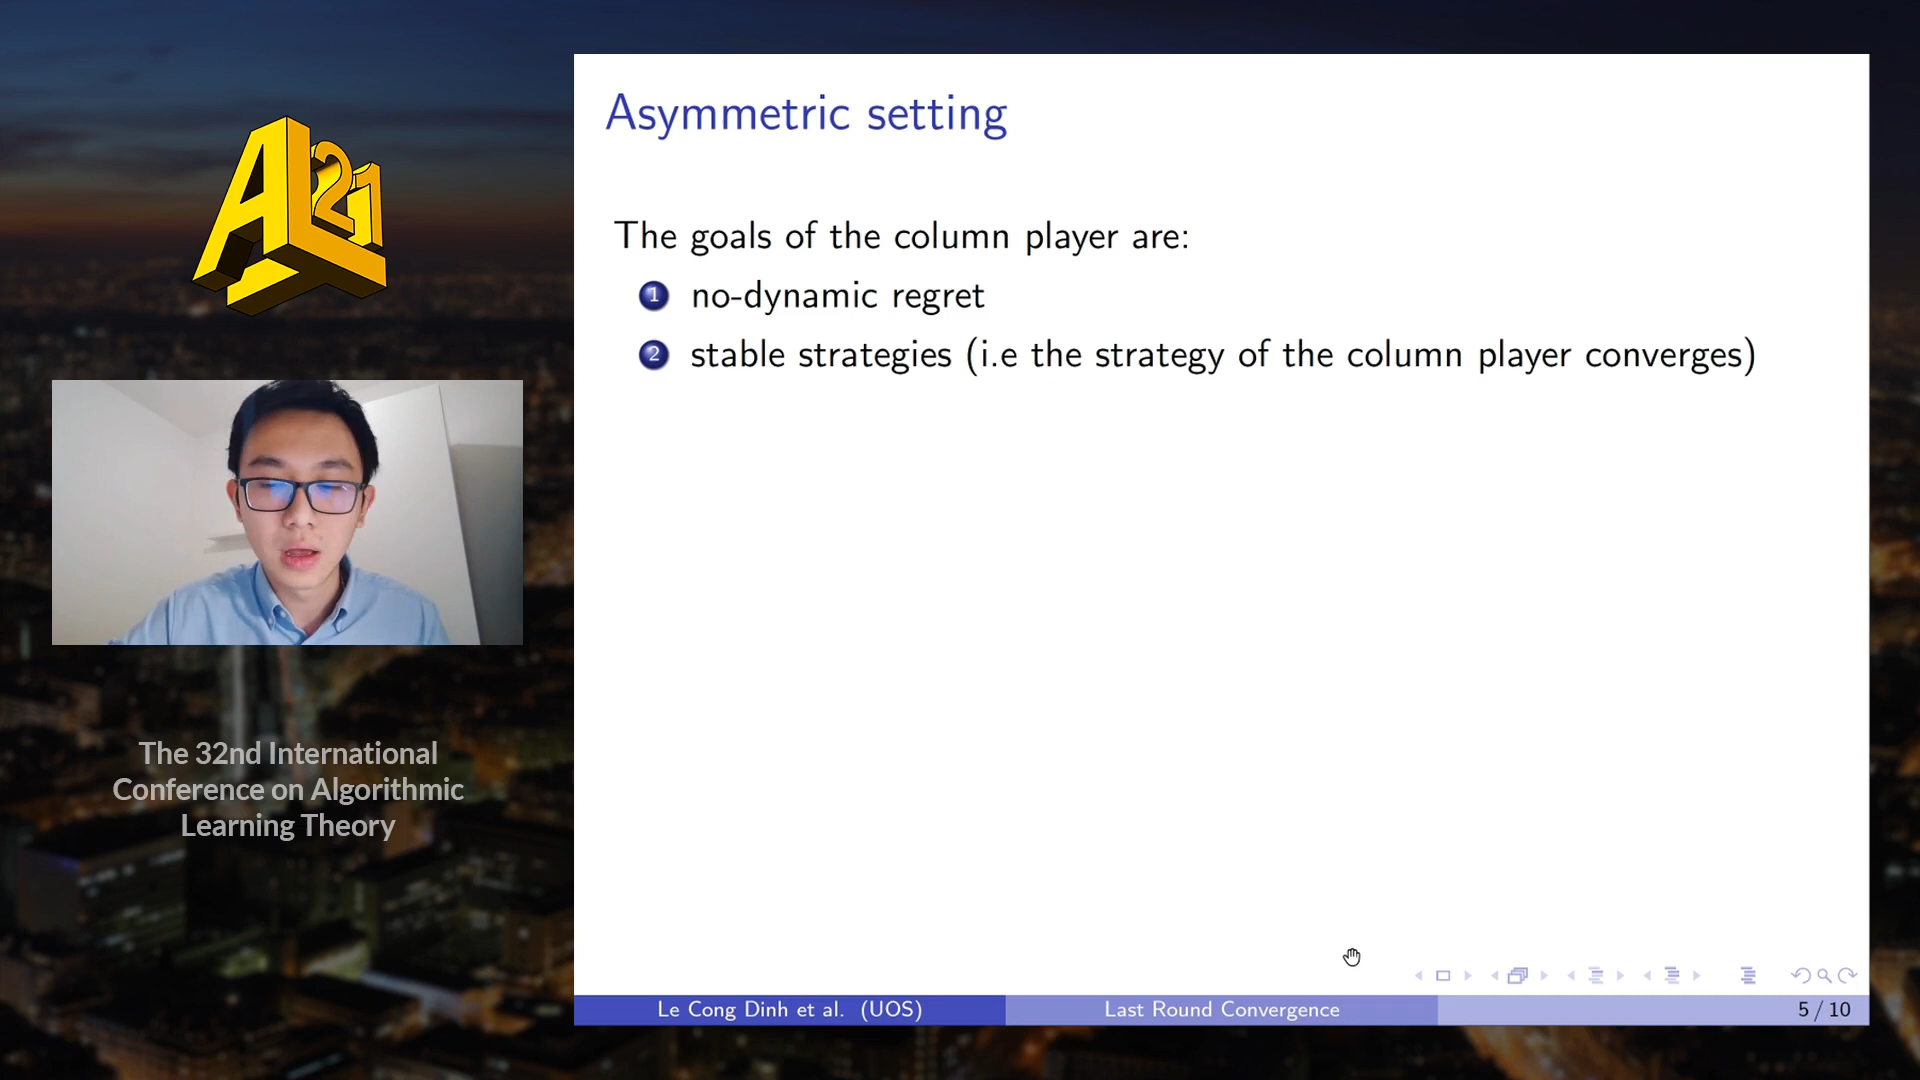 AL21
The 32nd International
Conference on Algorithmic
Learning Theory
Asymmetric setting
The goals of the column player are:
1 no-dynamic regret
2 stable strategies (i.e the strategy of the column player converges)
Le Cong Dinh et al. (UOS) Last Round Convergence 5 / 10